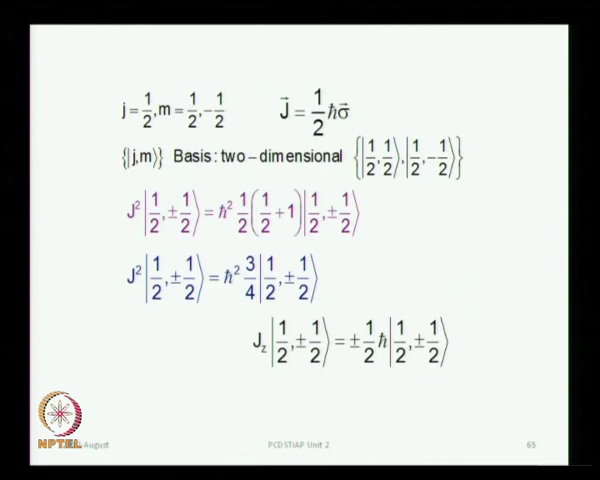 j = 1/2, m = 1/2, -1/2    J⃗ = 1/2 ħσ⃗
{|j,m⟩} Basis: two-dimensional {|1/2, 1/2⟩, |1/2, -1/2⟩}
J² |1/2, ±1/2⟩ = ħ² 1/2 (1/2 + 1) |1/2, ±1/2⟩
J² |1/2, ±1/2⟩ = ħ² 3/4 |1/2, ±1/2⟩
J_z |1/2, ±1/2⟩ = ± 1/2 ħ |1/2, ±1/2⟩
NPTEL
-August    PCDSTIAP Unit 2    65